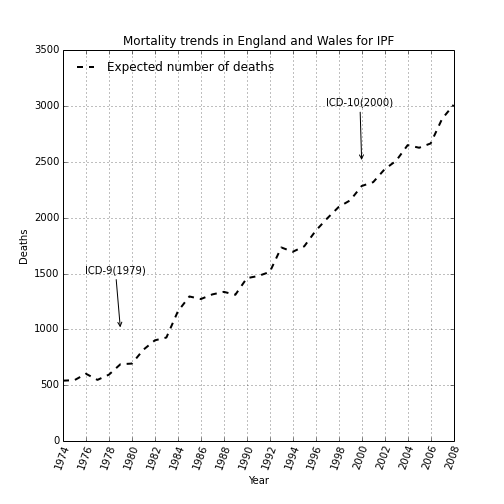 Mortality trends in England and Wales for IPF
3500
Expected number of deaths
3000
ICD-10(2000)
2500
2000
Deaths
1500
ICD-9(1979)
1000
500
0
1974 1976 1978 1980 1982 1984 1986 1988 1990 1992 1994 1996 1998 2000 2002 2004 2006 2008
Year